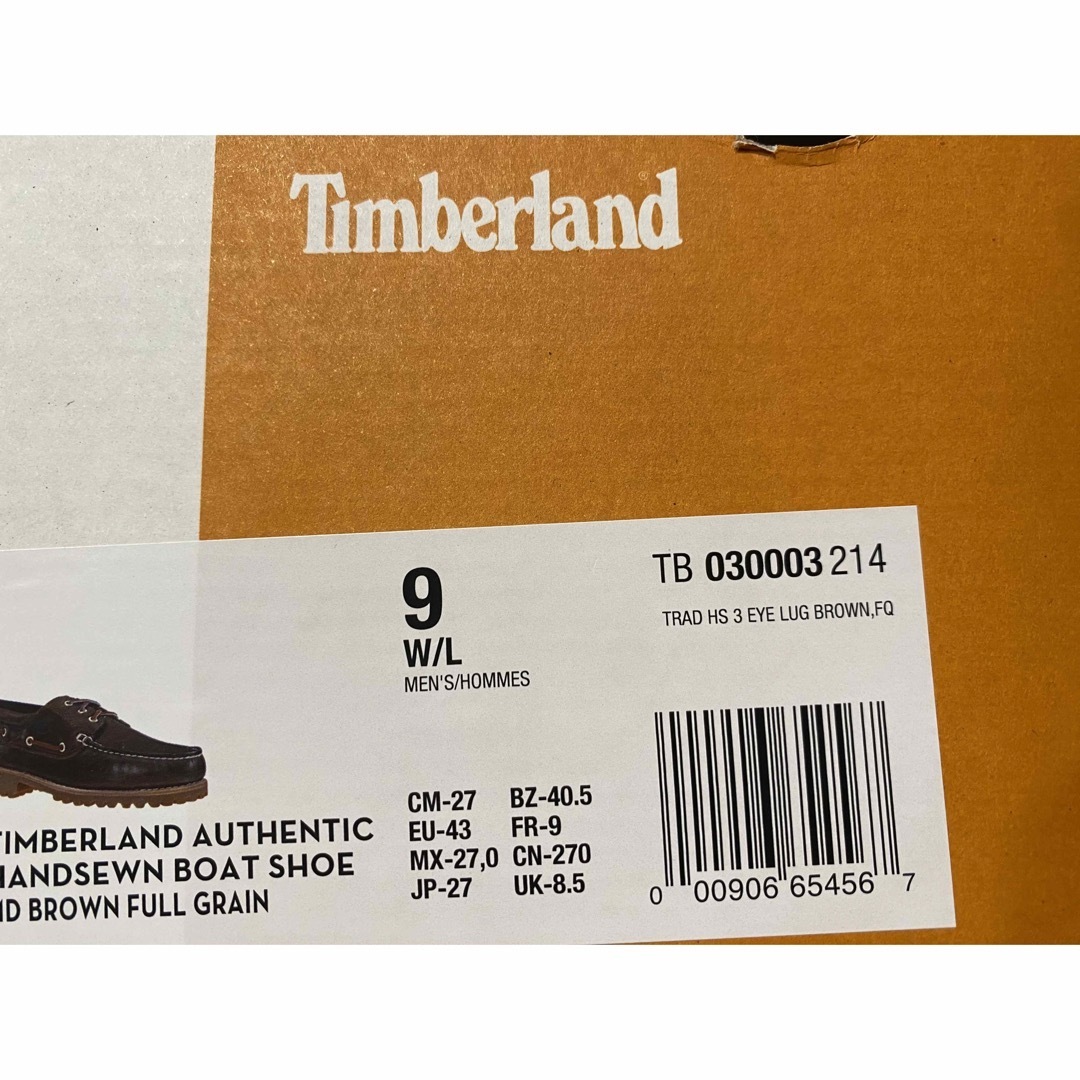 Timberland
TB 030003 214
TRAD HS 3 EYE LUG BROWN,FQ
9
W/L
MEN'S/HOMMES
CM-27 BZ-40.5
EU-43 FR-9
MX-27,0 CN-270
JP-27 UK-8.5
0 00906 65456 7
TIMBERLAND AUTHENTIC
HANDSEWN BOAT SHOE
BROWN FULL GRAIN